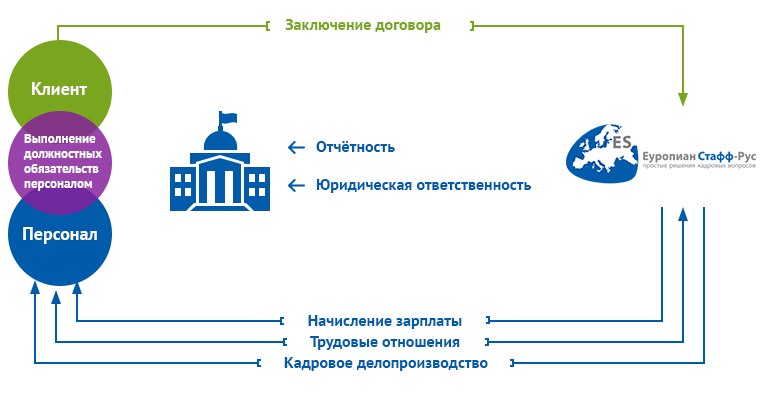 Заключение договора
Клиент
Выполнение
должностных
обязательств
персоналом
Персонал
Отчётность
Юридическая ответственность
ES
Еуропиан Стафф-Рус
простые решения кадровых вопросов
Начисление зарплаты
Трудовые отношения
Кадровое делопроизводство